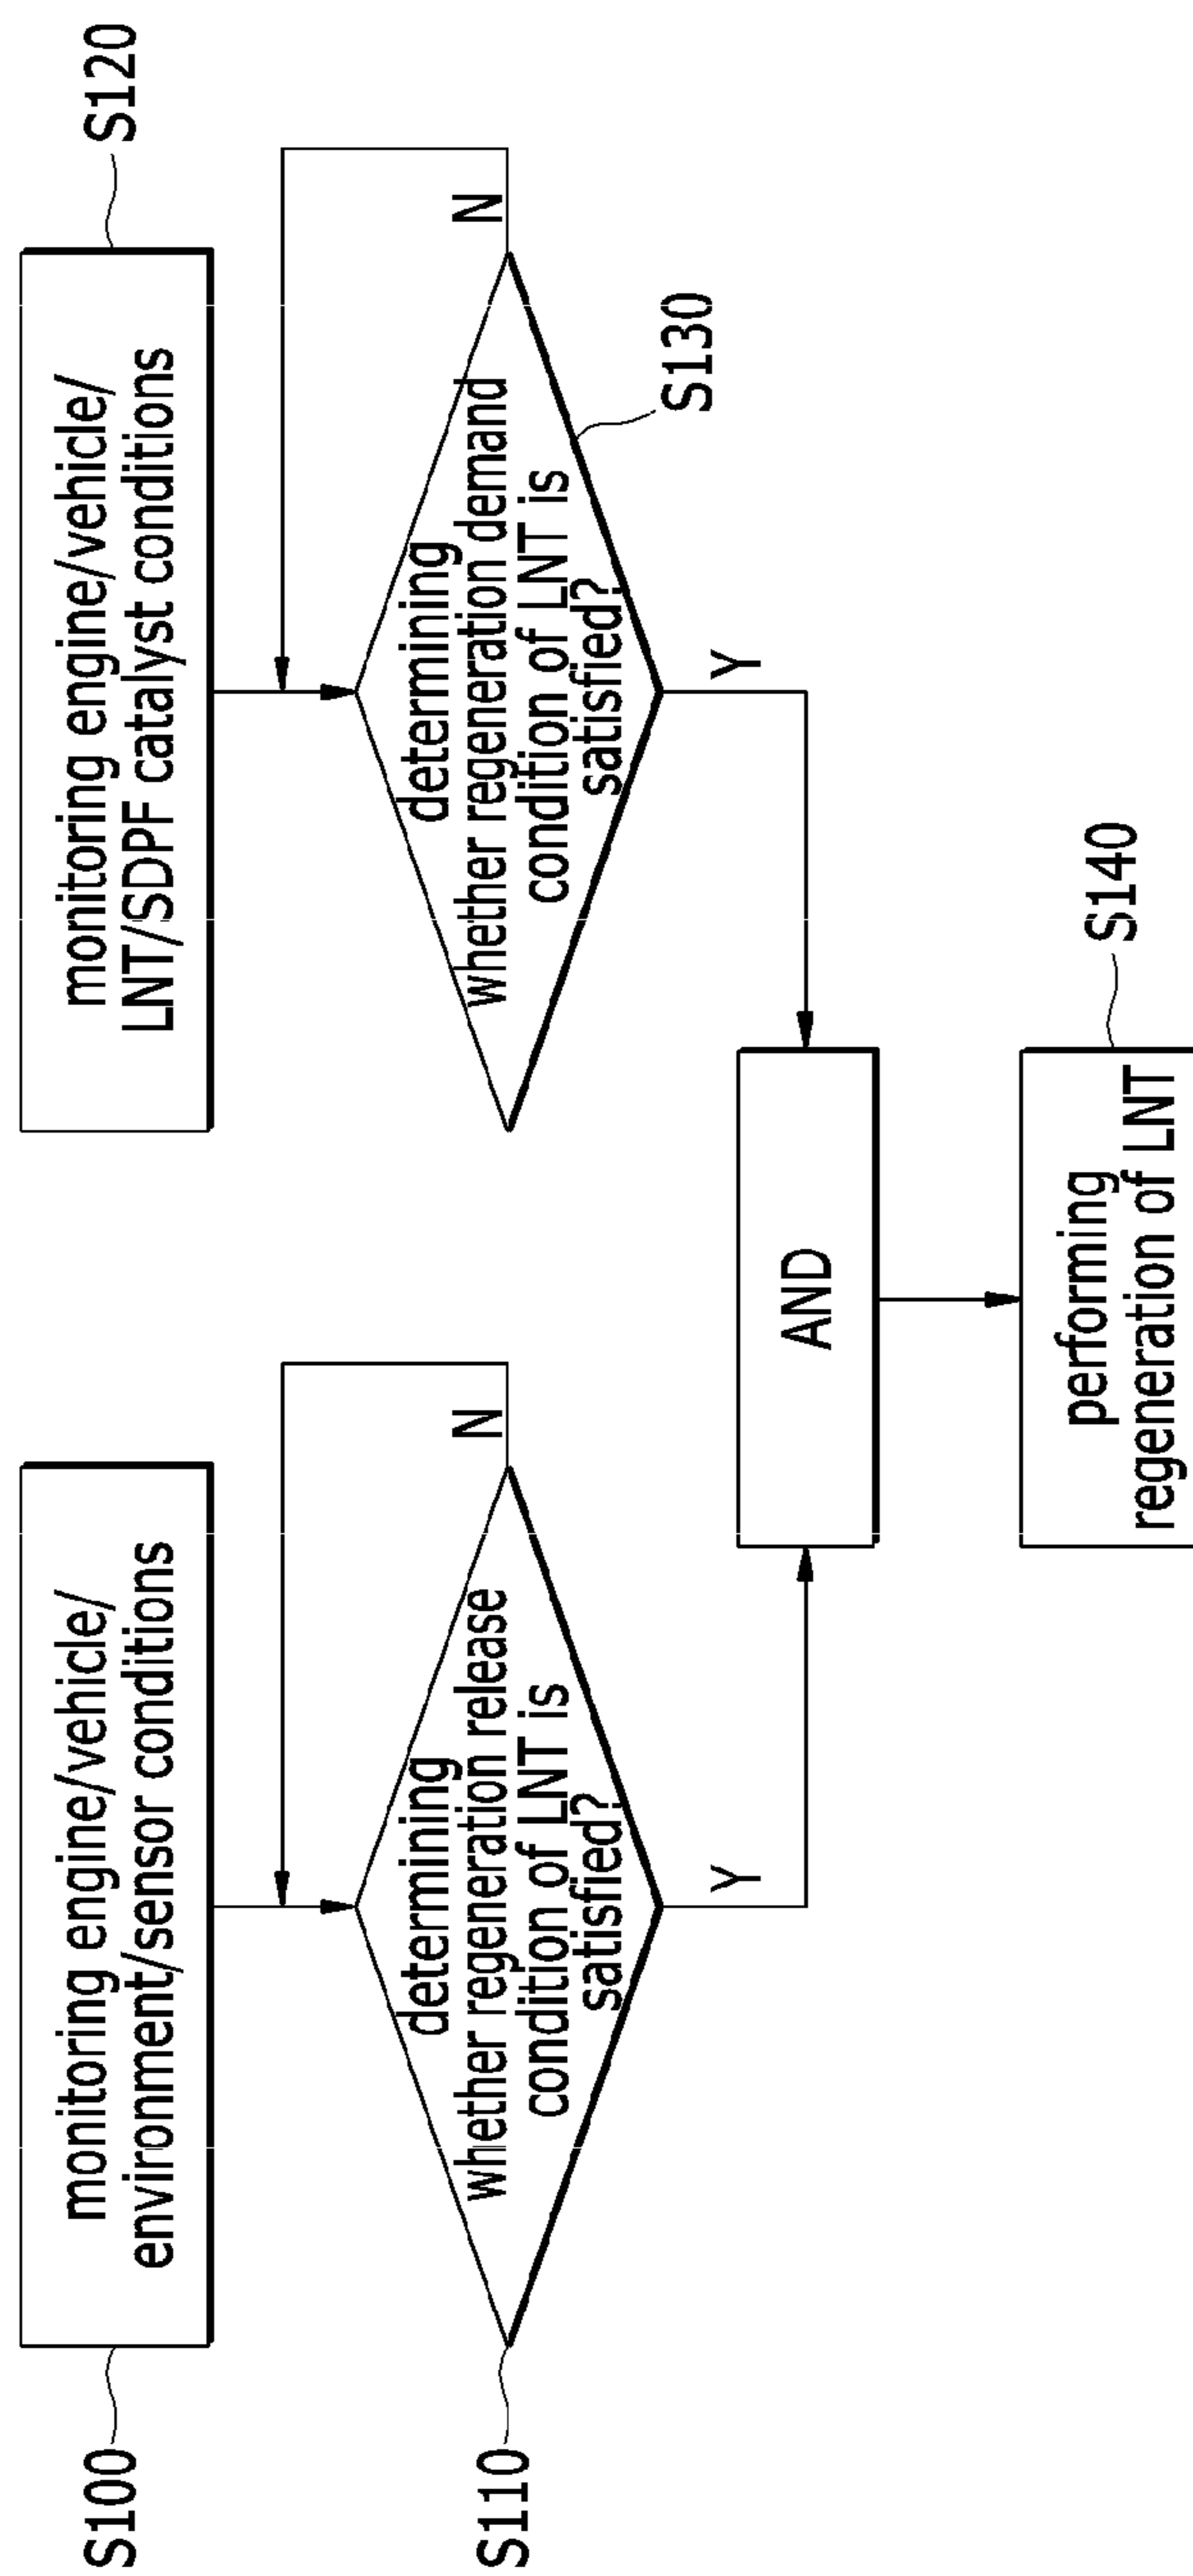 S100
monitoring engine/vehicle/
environment/sensor conditions
S110
determining
whether regeneration release
condition of LNT is
satisfied?
N
Y
monitoring engine/vehicle/
LNT/SDPF catalyst conditions
S120
determining
whether regeneration demand
condition of LNT is
satisfied?
N
S130
Y
AND
performing
regeneration of LNT
S140